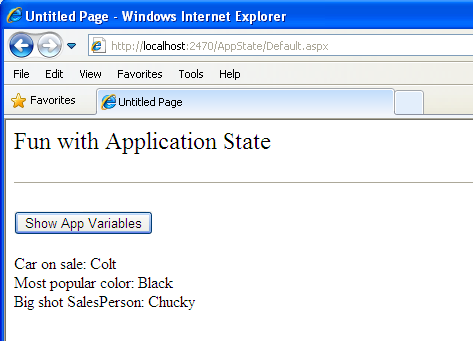 Untitled Page - Windows Internet Explorer
http://localhost:2470/AppState/Default.aspx
File Edit View Favorites Tools Help
Favorites Untitled Page
Fun with Application State
Show App Variables
Car on sale: Colt
Most popular color: Black
Big shot SalesPerson: Chucky